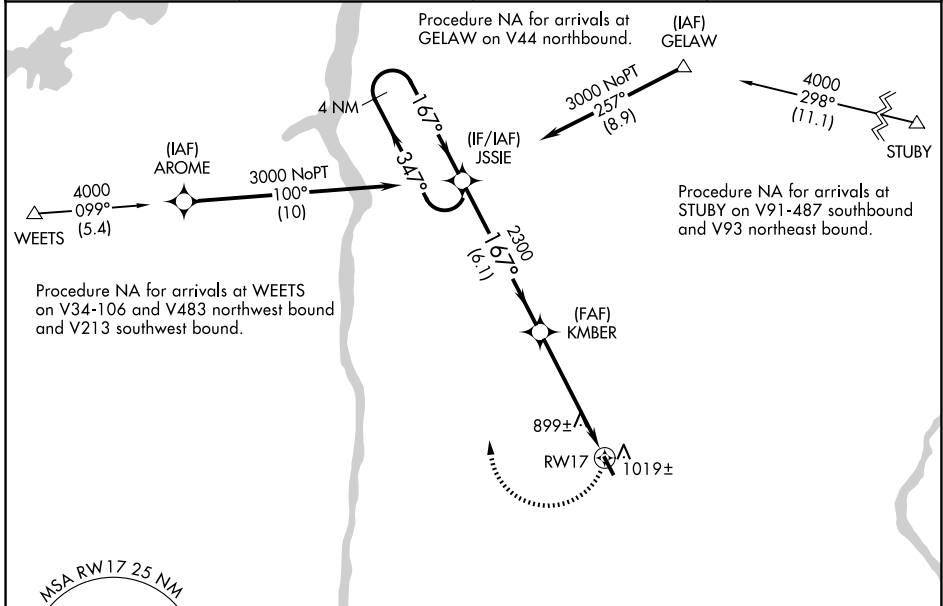 Procedure NA for arrivals at
GELAW on V44 northbound.
(IAF)
GELAW
3000 NoPT
257°
(8.9)
4000
298°
(11.1)
STUBY
Procedure NA for arrivals at
STUBY on V91-487 southbound
and V93 northeast bound.
4 NM
167°
347°
(IF/IAF)
JSSIE
(IAF)
AROME
3000 NoPT
100°
(10)
4000
099°
(5.4)
WEETS
Procedure NA for arrivals at WEETS
on V34-106 and V483 northwest bound
and V213 southwest bound.
2300
167°
(6.1)
(FAF)
KMBER
899±
RW17
1019±
MSA RW17 25 NM